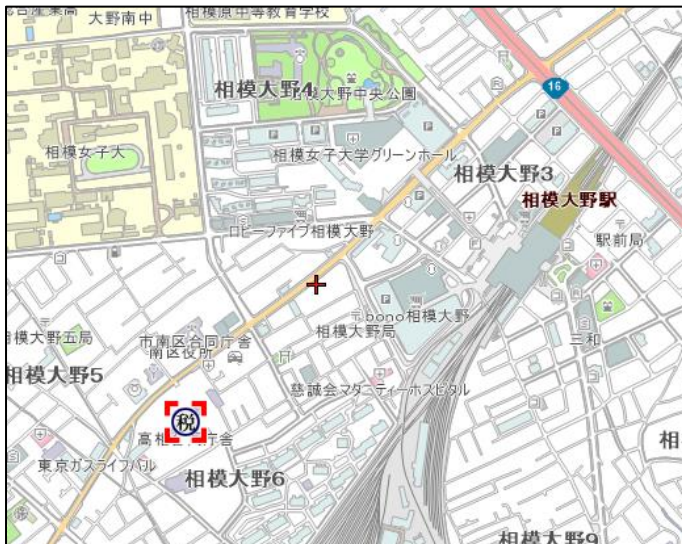 大野南中
相模原中等教育学校
相模大野4
相模大野中央公園
16
P
P
相模女子大
相模女子大学グリーンホール
P
相模大野3
P
相模大野駅
P
ロビーファイブ相模大野
駅前局
P
bono相模大野
模大野五局
市南区合同庁舎
南区役所
相模大野局
三和
相模大野5
慈誠会マタニティーホスピタル
税
東京ガスライフバル
相模大野6
相
相模大野9